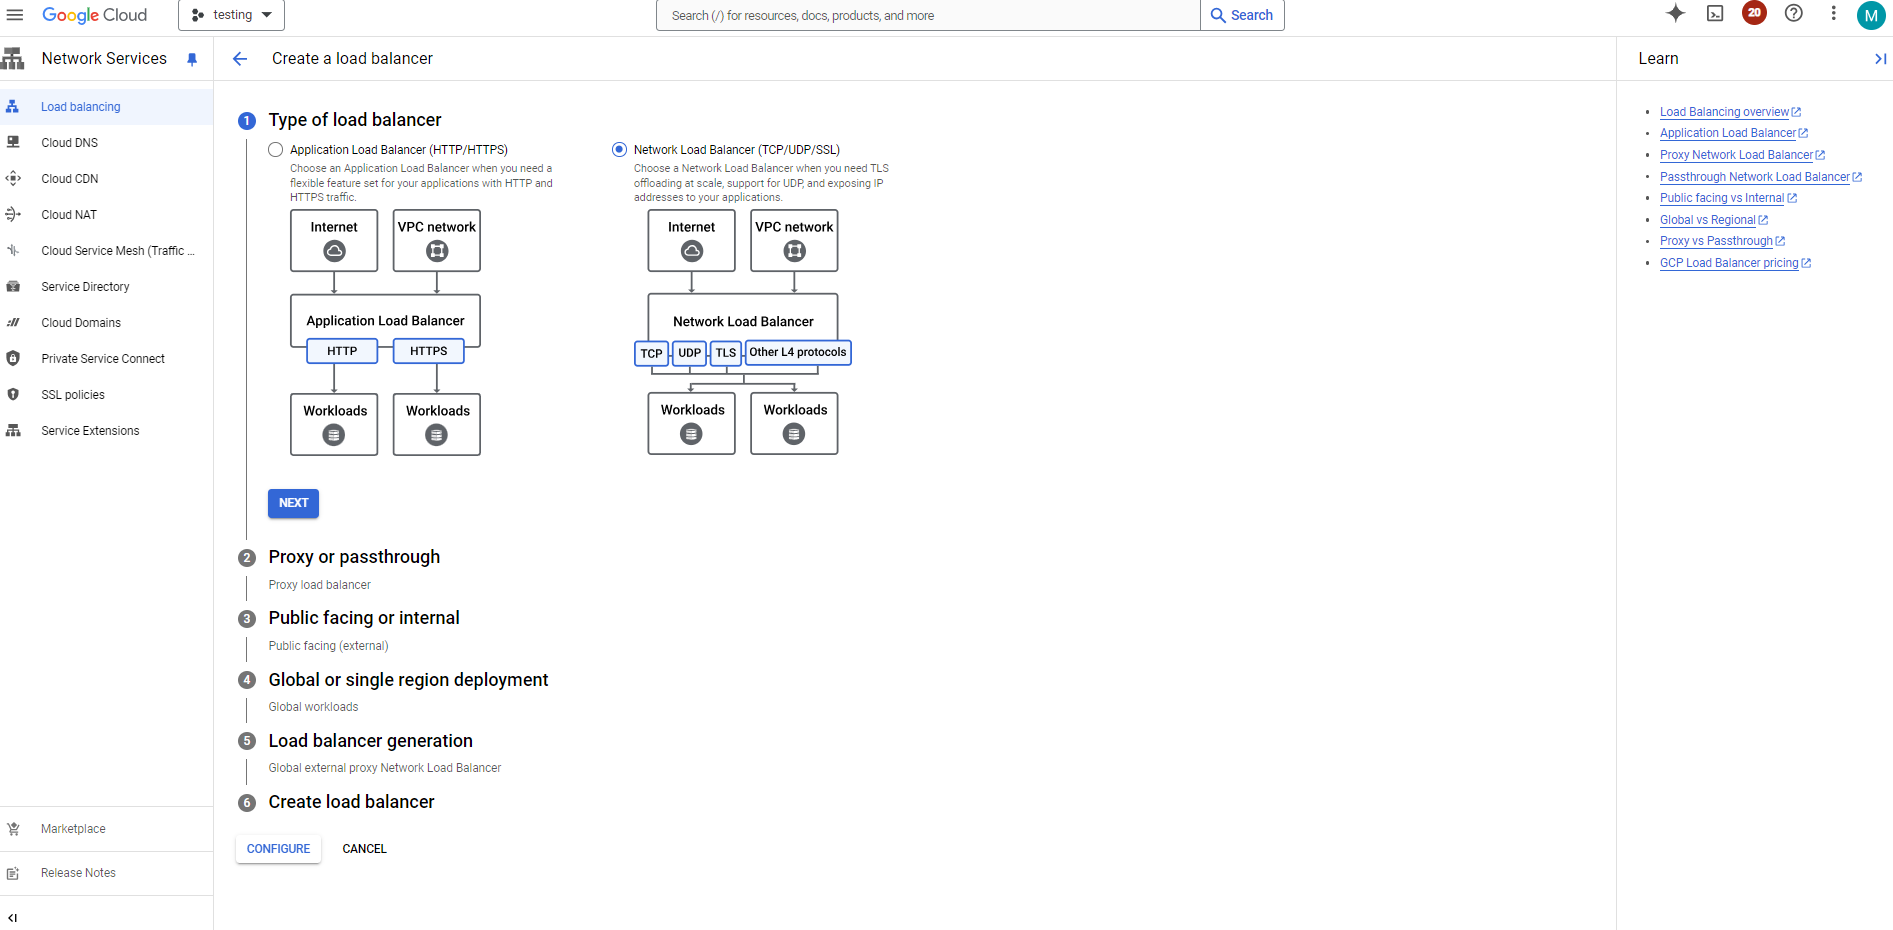 Google Cloud
testing
Search (/) for resources, docs, products, and more
Search
20
M
Network Services
Create a load balancer
Learn
Load balancing
Cloud DNS
Cloud CDN
Cloud NAT
Cloud Service Mesh (Traffic ...
Service Directory
Cloud Domains
Private Service Connect
SSL policies
Service Extensions
Marketplace
Release Notes
1
Type of load balancer
Application Load Balancer (HTTP/HTTPS)
Choose an Application Load Balancer when you need a
flexible feature set for your applications with HTTP and
HTTPS traffic.
Internet
VPC network
Application Load Balancer
HTTP
HTTPS
Workloads
Workloads
Network Load Balancer (TCP/UDP/SSL)
Choose a Network Load Balancer when you need TLS
offloading at scale, support for UDP, and exposing IP
addresses to your applications.
Internet
VPC network
Network Load Balancer
TCP
UDP
TLS
Other L4 protocols
Workloads
Workloads
NEXT
2
Proxy or passthrough
Proxy load balancer
3
Public facing or internal
Public facing (external)
4
Global or single region deployment
Global workloads
5
Load balancer generation
Global external proxy Network Load Balancer
6
Create load balancer
CONFIGURE
CANCEL
Load Balancing overview
Application Load Balancer
Proxy Network Load Balancer
Passthrough Network Load Balancer
Public facing vs Internal
Global vs Regional
Proxy vs Passthrough
GCP Load Balancer pricing